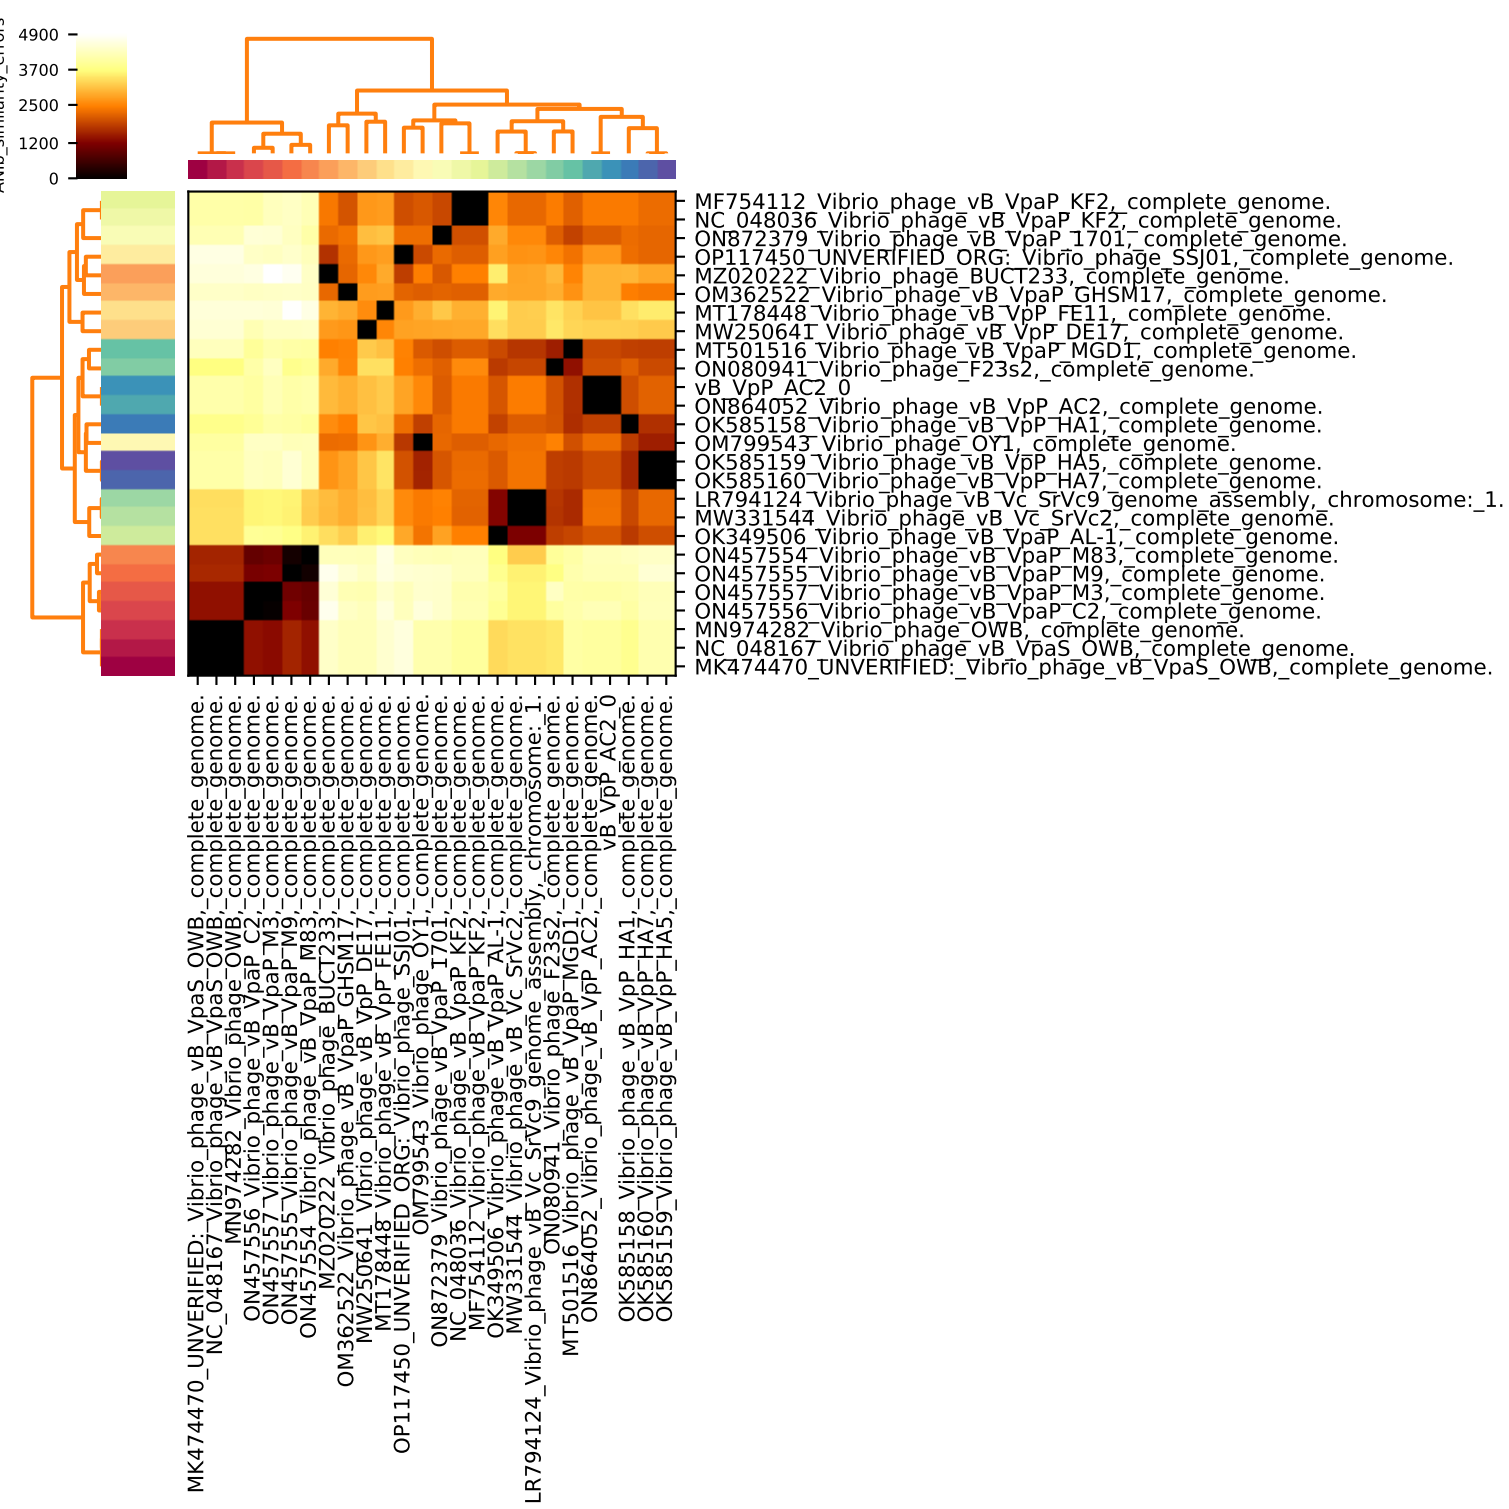 ANIb_similarity_errors
4900
3700
2500
1200
0
MF754112_Vibrio_phage_vB_VpaP_KF2,_complete_genome.
NC_048036_Vibrio_phage_vB_VpaP_KF2,_complete_genome.
ON872379_Vibrio_phage_vB_VpaP_1701,_complete_genome.
OP117450_UNVERIFIED_ORG:_Vibrio_phage_SSJ01,_complete_genome.
MZ020222_Vibrio_phage_BUCT233,_complete_genome.
OM362522_Vibrio_phage_vB_VpaP_GHSM17,_complete_genome.
MT178448_Vibrio_phage_vB_VpP_FE11,_complete_genome.
MW250641_Vibrio_phage_vB_VpP_DE17,_complete_genome.
MT501516_Vibrio_phage_vB_VpaP_MGD1,_complete_genome.
ON080941_Vibrio_phage_F23s2,_complete_genome.
vB_VpP_AC2_0
ON864052_Vibrio_phage_vB_VpP_AC2,_complete_genome.
OK585158_Vibrio_phage_vB_VpP_HA1,_complete_genome.
OM799543_Vibrio_phage_OY1,_complete_genome.
OK585159_Vibrio_phage_vB_VpP_HA5,_complete_genome.
OK585160_Vibrio_phage_vB_VpP_HA7,_complete_genome.
LR794124_Vibrio_phage_vB_Vc_SrVc9_genome_assembly,_chromosome:_1.
MW331544_Vibrio_phage_vB_Vc_SrVc2,_complete_genome.
OK349506_Vibrio_phage_vB_VpaP_AL-1,_complete_genome.
ON457554_Vibrio_phage_vB_VpaP_M83,_complete_genome.
ON457555_Vibrio_phage_vB_VpaP_M9,_complete_genome.
ON457557_Vibrio_phage_vB_VpaP_M3,_complete_genome.
ON457556_Vibrio_phage_vB_VpaP_C2,_complete_genome.
MN974282_Vibrio_phage_OWB,_complete_genome.
NC_048167_Vibrio_phage_vB_VpaS_OWB,_complete_genome.
MK474470_UNVERIFIED:_Vibrio_phage_vB_VpaS_OWB,_complete_genome.
MK474470_UNVERIFIED:_Vibrio_phage_vB_VpaS_OWB,_complete_genome.
NC_048167_Vibrio_phage_vB_VpaS_OWB,_complete_genome.
MN974282_Vibrio_phage_OWB,_complete_genome.
ON457556_Vibrio_phage_vB_VpaP_C2,_complete_genome.
ON457557_Vibrio_phage_vB_VpaP_M3,_complete_genome.
ON457555_Vibrio_phage_vB_VpaP_M9,_complete_genome.
ON457554_Vibrio_phage_vB_VpaP_M83,_complete_genome.
MZ020222_Vibrio_phage_BUCT233,_complete_genome.
OM362522_Vibrio_phage_vB_VpaP_GHSM17,_complete_genome.
MW250641_Vibrio_phage_vB_VpP_DE17,_complete_genome.
MT178448_Vibrio_phage_vB_VpP_FE11,_complete_genome.
OP117450_UNVERIFIED_ORG:_Vibrio_phage_SSJ01,_complete_genome.
OM799543_Vibrio_phage_OY1,_complete_genome.
ON872379_Vibrio_phage_vB_VpaP_1701,_complete_genome.
NC_048036_Vibrio_phage_vB_VpaP_KF2,_complete_genome.
MF754112_Vibrio_phage_vB_VpaP_KF2,_complete_genome.
OK349506_Vibrio_phage_vB_VpaP_AL-1,_complete_genome.
MW331544_Vibrio_phage_vB_Vc_SrVc2,_complete_genome.
LR794124_Vibrio_phage_vB_Vc_SrVc9_genome_assembly,_chromosome:_1.
ON080941_Vibrio_phage_F23s2,_complete_genome.
MT501516_Vibrio_phage_vB_VpaP_MGD1,_complete_genome.
ON864052_Vibrio_phage_vB_VpP_AC2,_complete_genome.
vB_VpP_AC2_0
OK585158_Vibrio_phage_vB_VpP_HA1,_complete_genome.
OK585160_Vibrio_phage_vB_VpP_HA7,_complete_genome.
OK585159_Vibrio_phage_vB_VpP_HA5,_complete_genome.